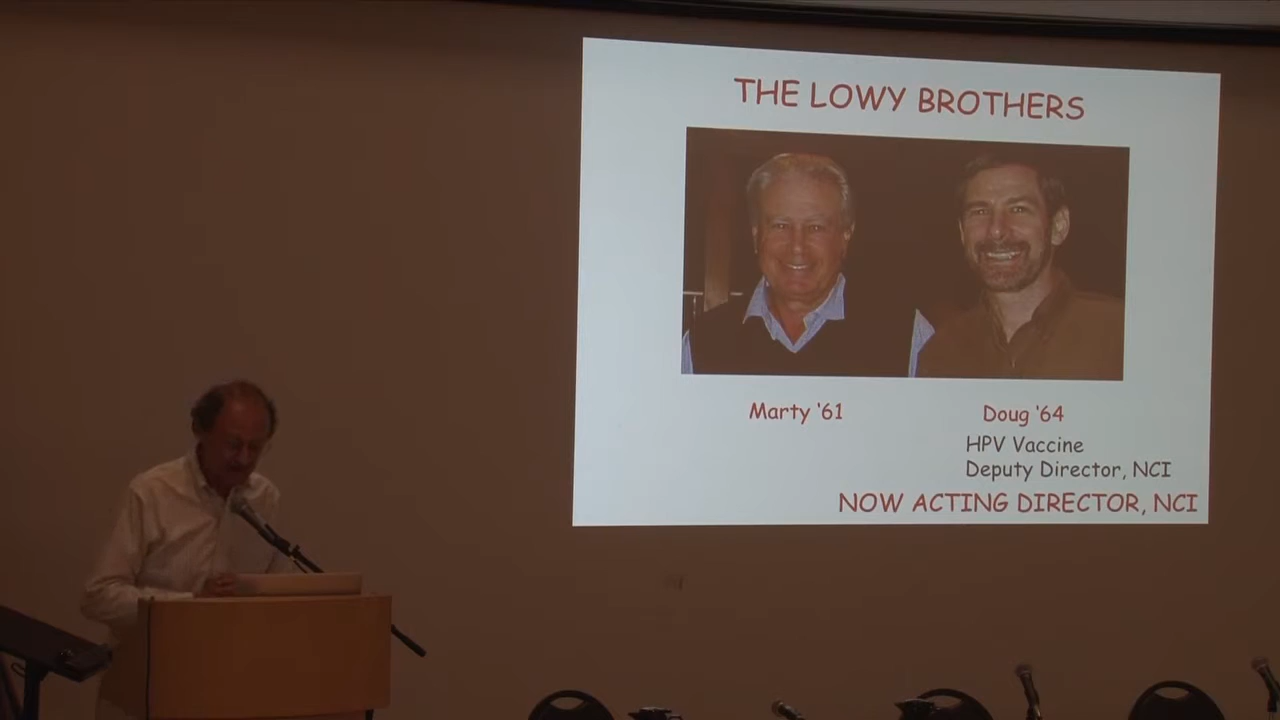 THE LOWY BROTHERS
Marty '61
Doug '64
HPV Vaccine
Deputy Director, NCI
NOW ACTING DIRECTOR, NCI